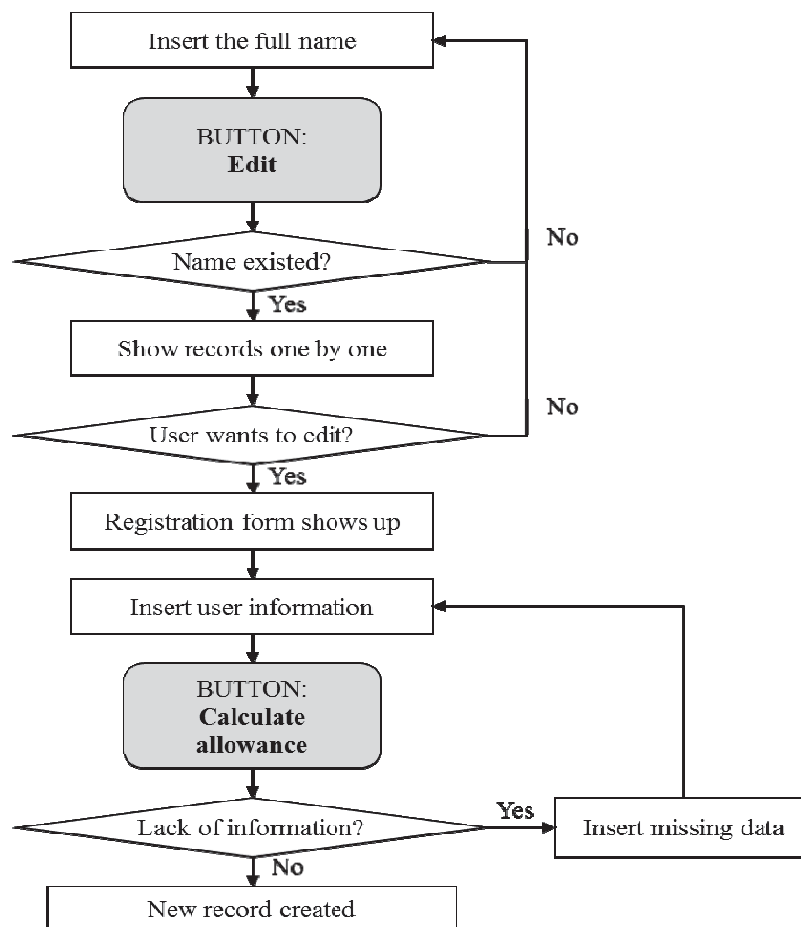 Insert the full name
BUTTON:
Edit
Name existed?
No
Yes
Show records one by one
User wants to edit?
No
Yes
Registration form shows up
Insert user information
BUTTON:
Calculate
allowance
Lack of information?
Yes
Insert missing data
No
New record created